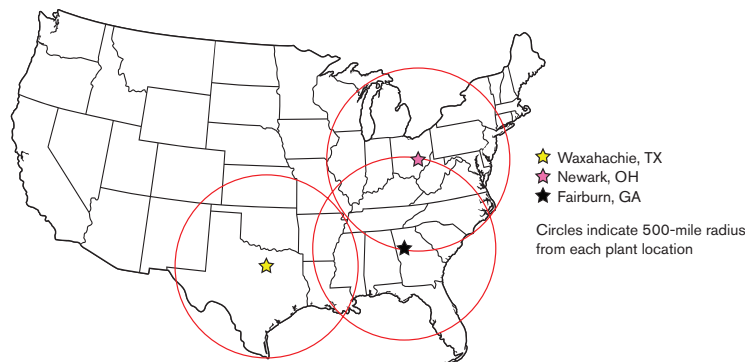 Waxahachie, TX
Newark, OH
Fairburn, GA
Circles indicate 500-mile radius
from each plant location